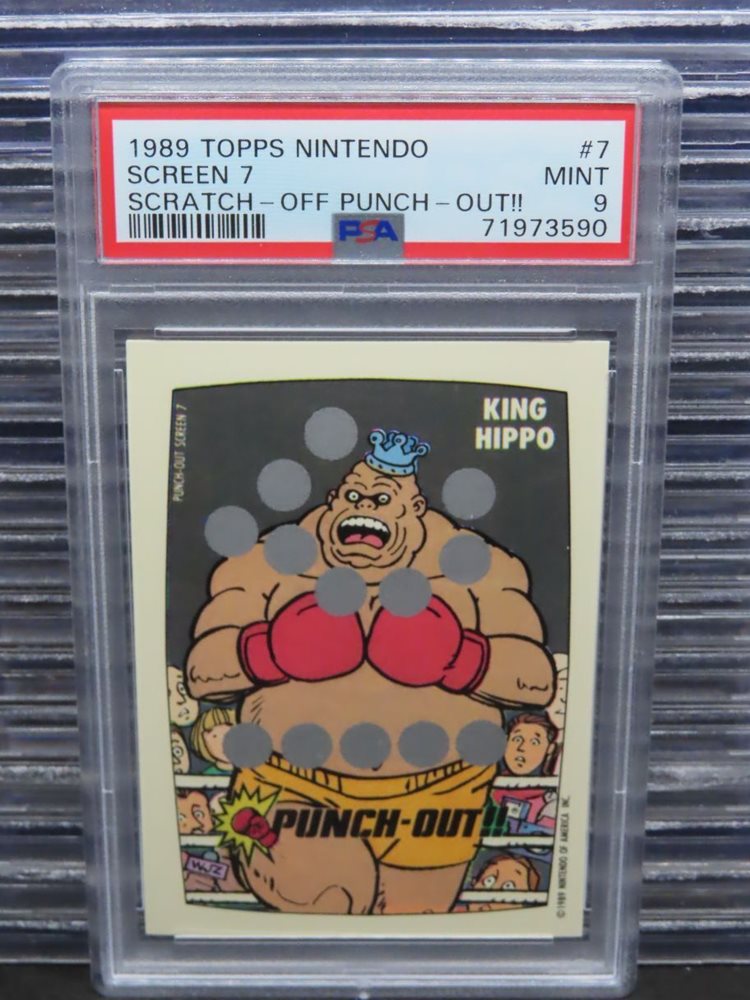 1989 TOPPS NINTENDO #7
SCREEN 7 MINT
SCRATCH-OFF PUNCH-OUT!! 9
PSA 71973590
PUNCH-OUT SCREEN 7
KING
HIPPO
PUNCH-OUT!!
WJZ
©1989 NINTENDO OF AMERICA INC.